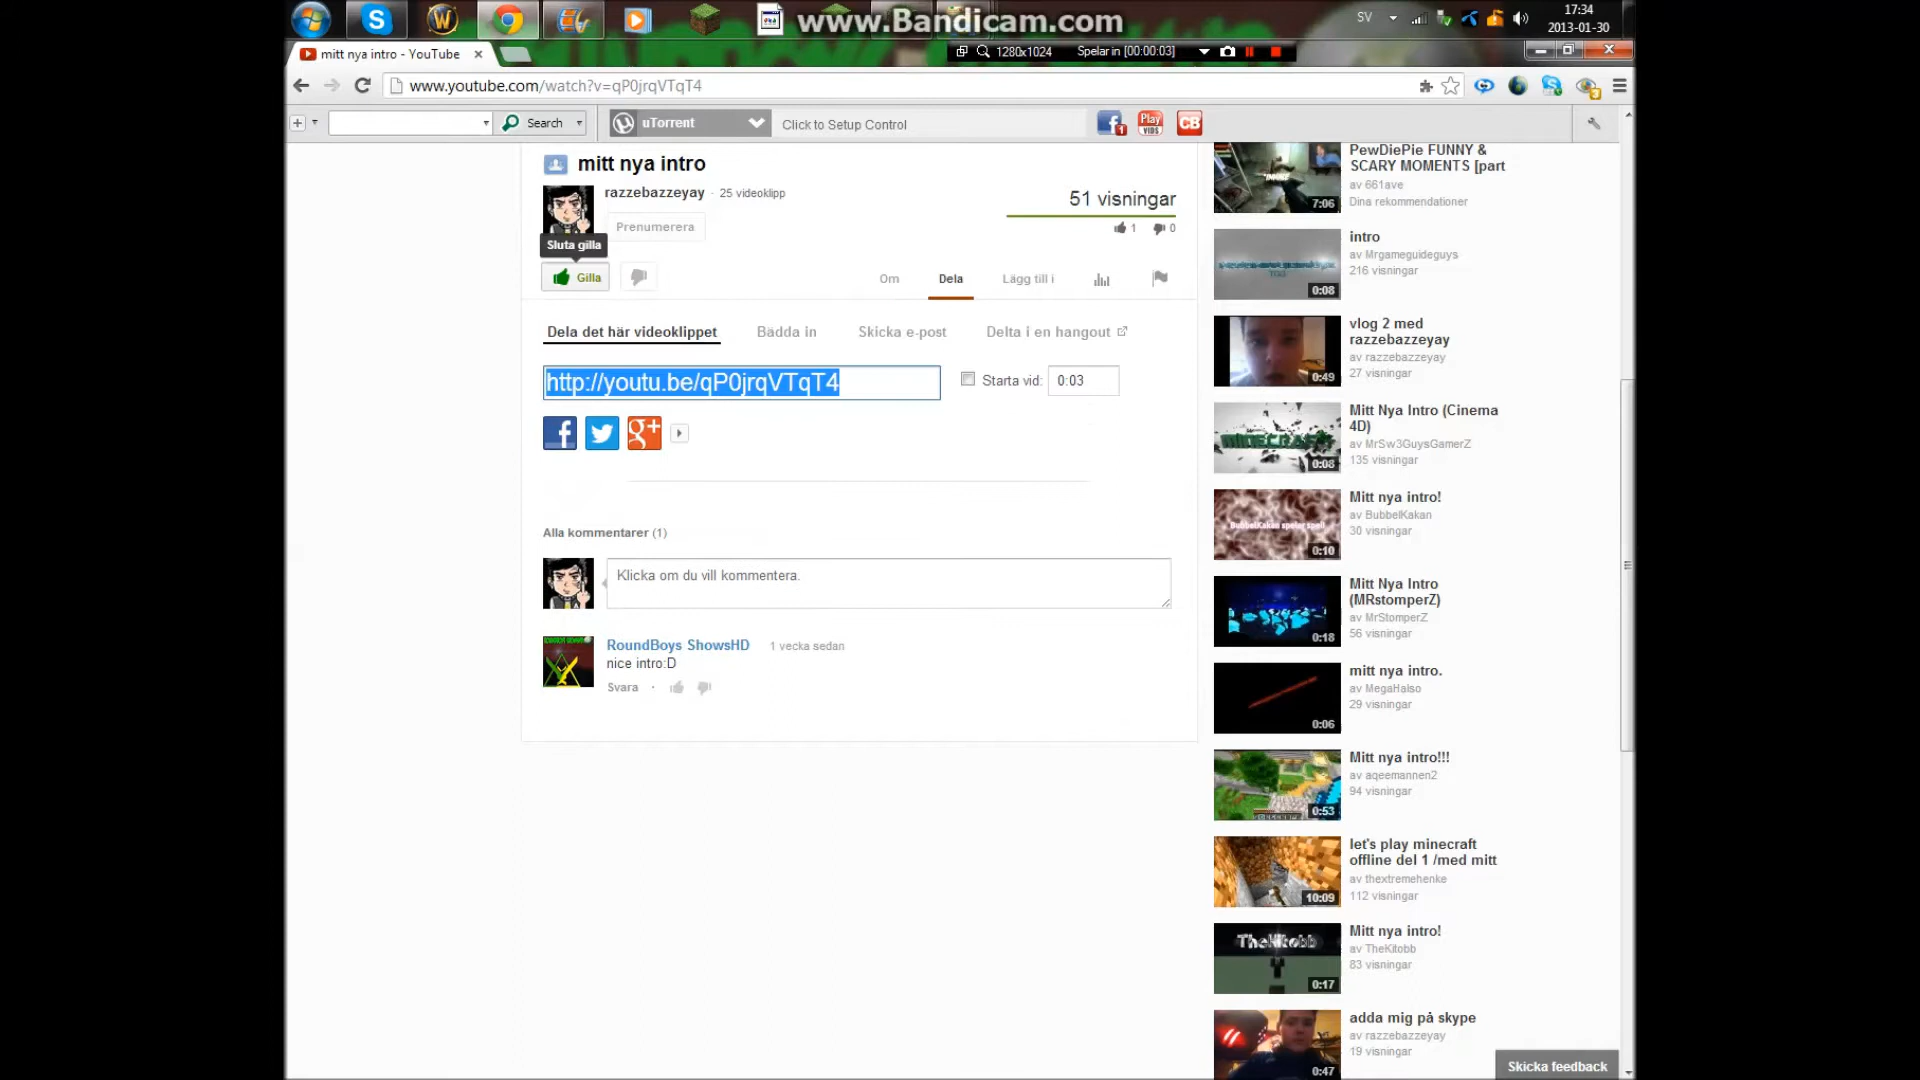 www.Bandicam.com
SV
17:34
2013-01-30
mitt nya intro - YouTube
1280x1024
Spelar in [00:00:03]
www.youtube.com/watch?v=qP0jrqVTqT4
Search
uTorrent
Click to Setup Control
1
Play
VIDS
CB
mitt nya intro
razzebazzeyay · 25 videoklipp
Prenumerera
51 visningar
1
0
Sluta gilla
Gilla
Om
Dela
Lägg till i
Dela det här videoklippet
Bädda in
Skicka e-post
Delta i en hangout
http://youtu.be/qP0jrqVTqT4
Starta vid:
0:03
Alla kommentarer (1)
Klicka om du vill kommentera.
RoundBoys ShowsHD 1 vecka sedan
nice intro:D
Svara ·
7:06
PewDiePie FUNNY &
SCARY MOMENTS [part
av 661ave
Dina rekommendationer
0:08
intro
av Mrgameguideguys
216 visningar
0:49
vlog 2 med
razzebazzeyay
av razzebazzeyay
27 visningar
MINECRAFT
0:08
Mitt Nya Intro (Cinema
4D)
av MrSw3GuysGamerZ
135 visningar
BubbelKakan spelar spel!
0:10
Mitt nya intro!
av BubbelKakan
30 visningar
0:18
Mitt Nya Intro
(MRstomperZ)
av MrStomperZ
56 visningar
0:06
mitt nya intro.
av MegaHalso
29 visningar
0:53
Mitt nya intro!!!
av aqeemannen2
94 visningar
10:09
let's play minecraft
offline del 1 /med mitt
av thextremehenke
112 visningar
TheKitobb
0:17
Mitt nya intro!
av TheKitobb
83 visningar
0:47
adda mig på skype
av razzebazzeyay
19 visningar
Skicka feedback